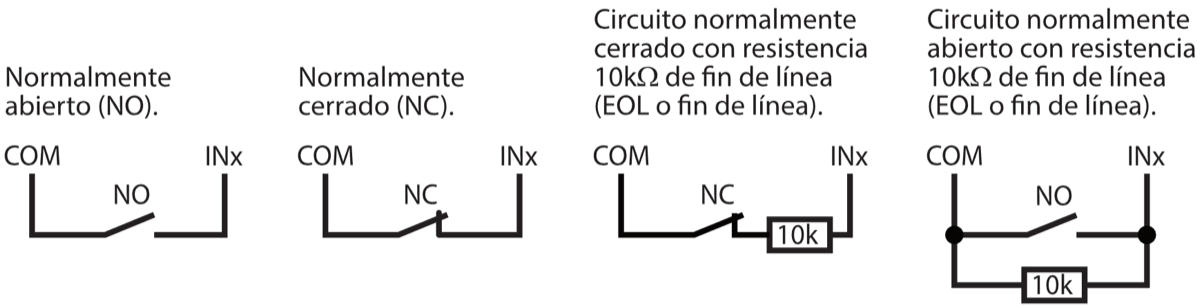 Normalmente
abierto (NO).
COM INx
NO
Normalmente
cerrado (NC).
COM INx
NC
Circuito normalmente
cerrado con resistencia
10kΩ de fin de línea
(EOL o fin de línea).
COM INx
NC
10k
Circuito normalmente
abierto con resistencia
10kΩ de fin de línea
(EOL o fin de línea).
COM INx
NO
10k